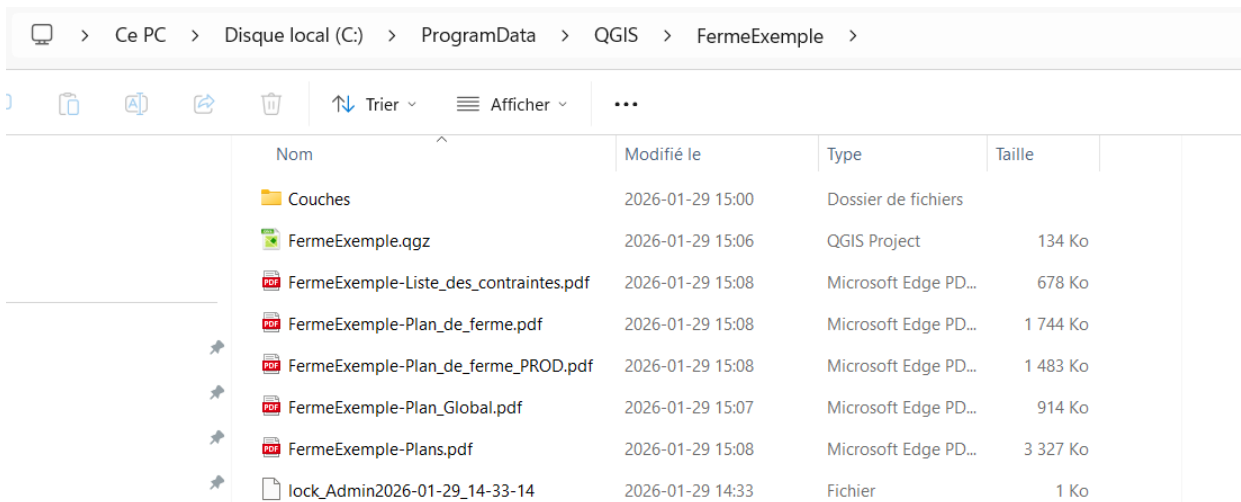 Ce PC > Disque local (C:) > ProgramData > QGIS > FermeExemple >
Trier Afficher ...
Nom Modifié le Type Taille
Couches 2026-01-29 15:00 Dossier de fichiers
FermeExemple.qgz 2026-01-29 15:06 QGIS Project 134 Ko
FermeExemple-Liste_des_contraintes.pdf 2026-01-29 15:08 Microsoft Edge PD... 678 Ko
FermeExemple-Plan_de_ferme.pdf 2026-01-29 15:08 Microsoft Edge PD... 1 744 Ko
FermeExemple-Plan_de_ferme_PROD.pdf 2026-01-29 15:08 Microsoft Edge PD... 1 483 Ko
FermeExemple-Plan_Global.pdf 2026-01-29 15:07 Microsoft Edge PD... 914 Ko
FermeExemple-Plans.pdf 2026-01-29 15:08 Microsoft Edge PD... 3 327 Ko
lock_Admin2026-01-29_14-33-14 2026-01-29 14:33 Fichier 1 Ko